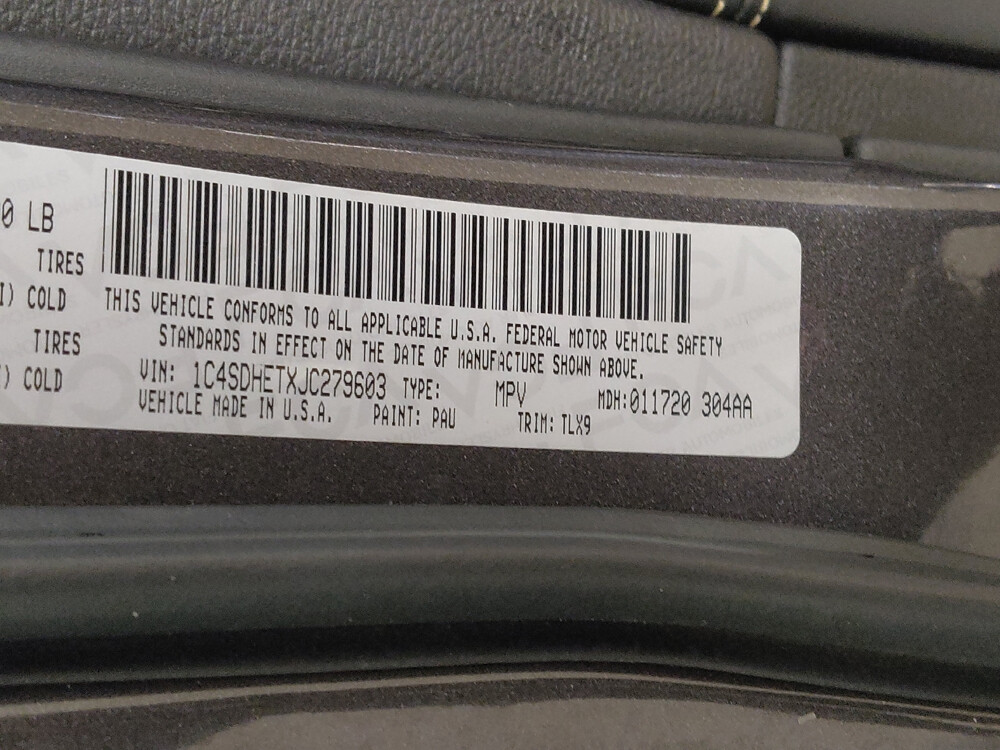 0 LB
TIRES
I) COLD
TIRES
) COLD
THIS VEHICLE CONFORMS TO ALL APPLICABLE U.S.A. FEDERAL MOTOR VEHICLE SAFETY
STANDARDS IN EFFECT ON THE DATE OF MANUFACTURE SHOWN ABOVE.
VIN: 1C4SDHETXJC279603 TYPE: MPV MDH:011720 304AA
VEHICLE MADE IN U.S.A. PAINT: PAU TRIM: TLX9